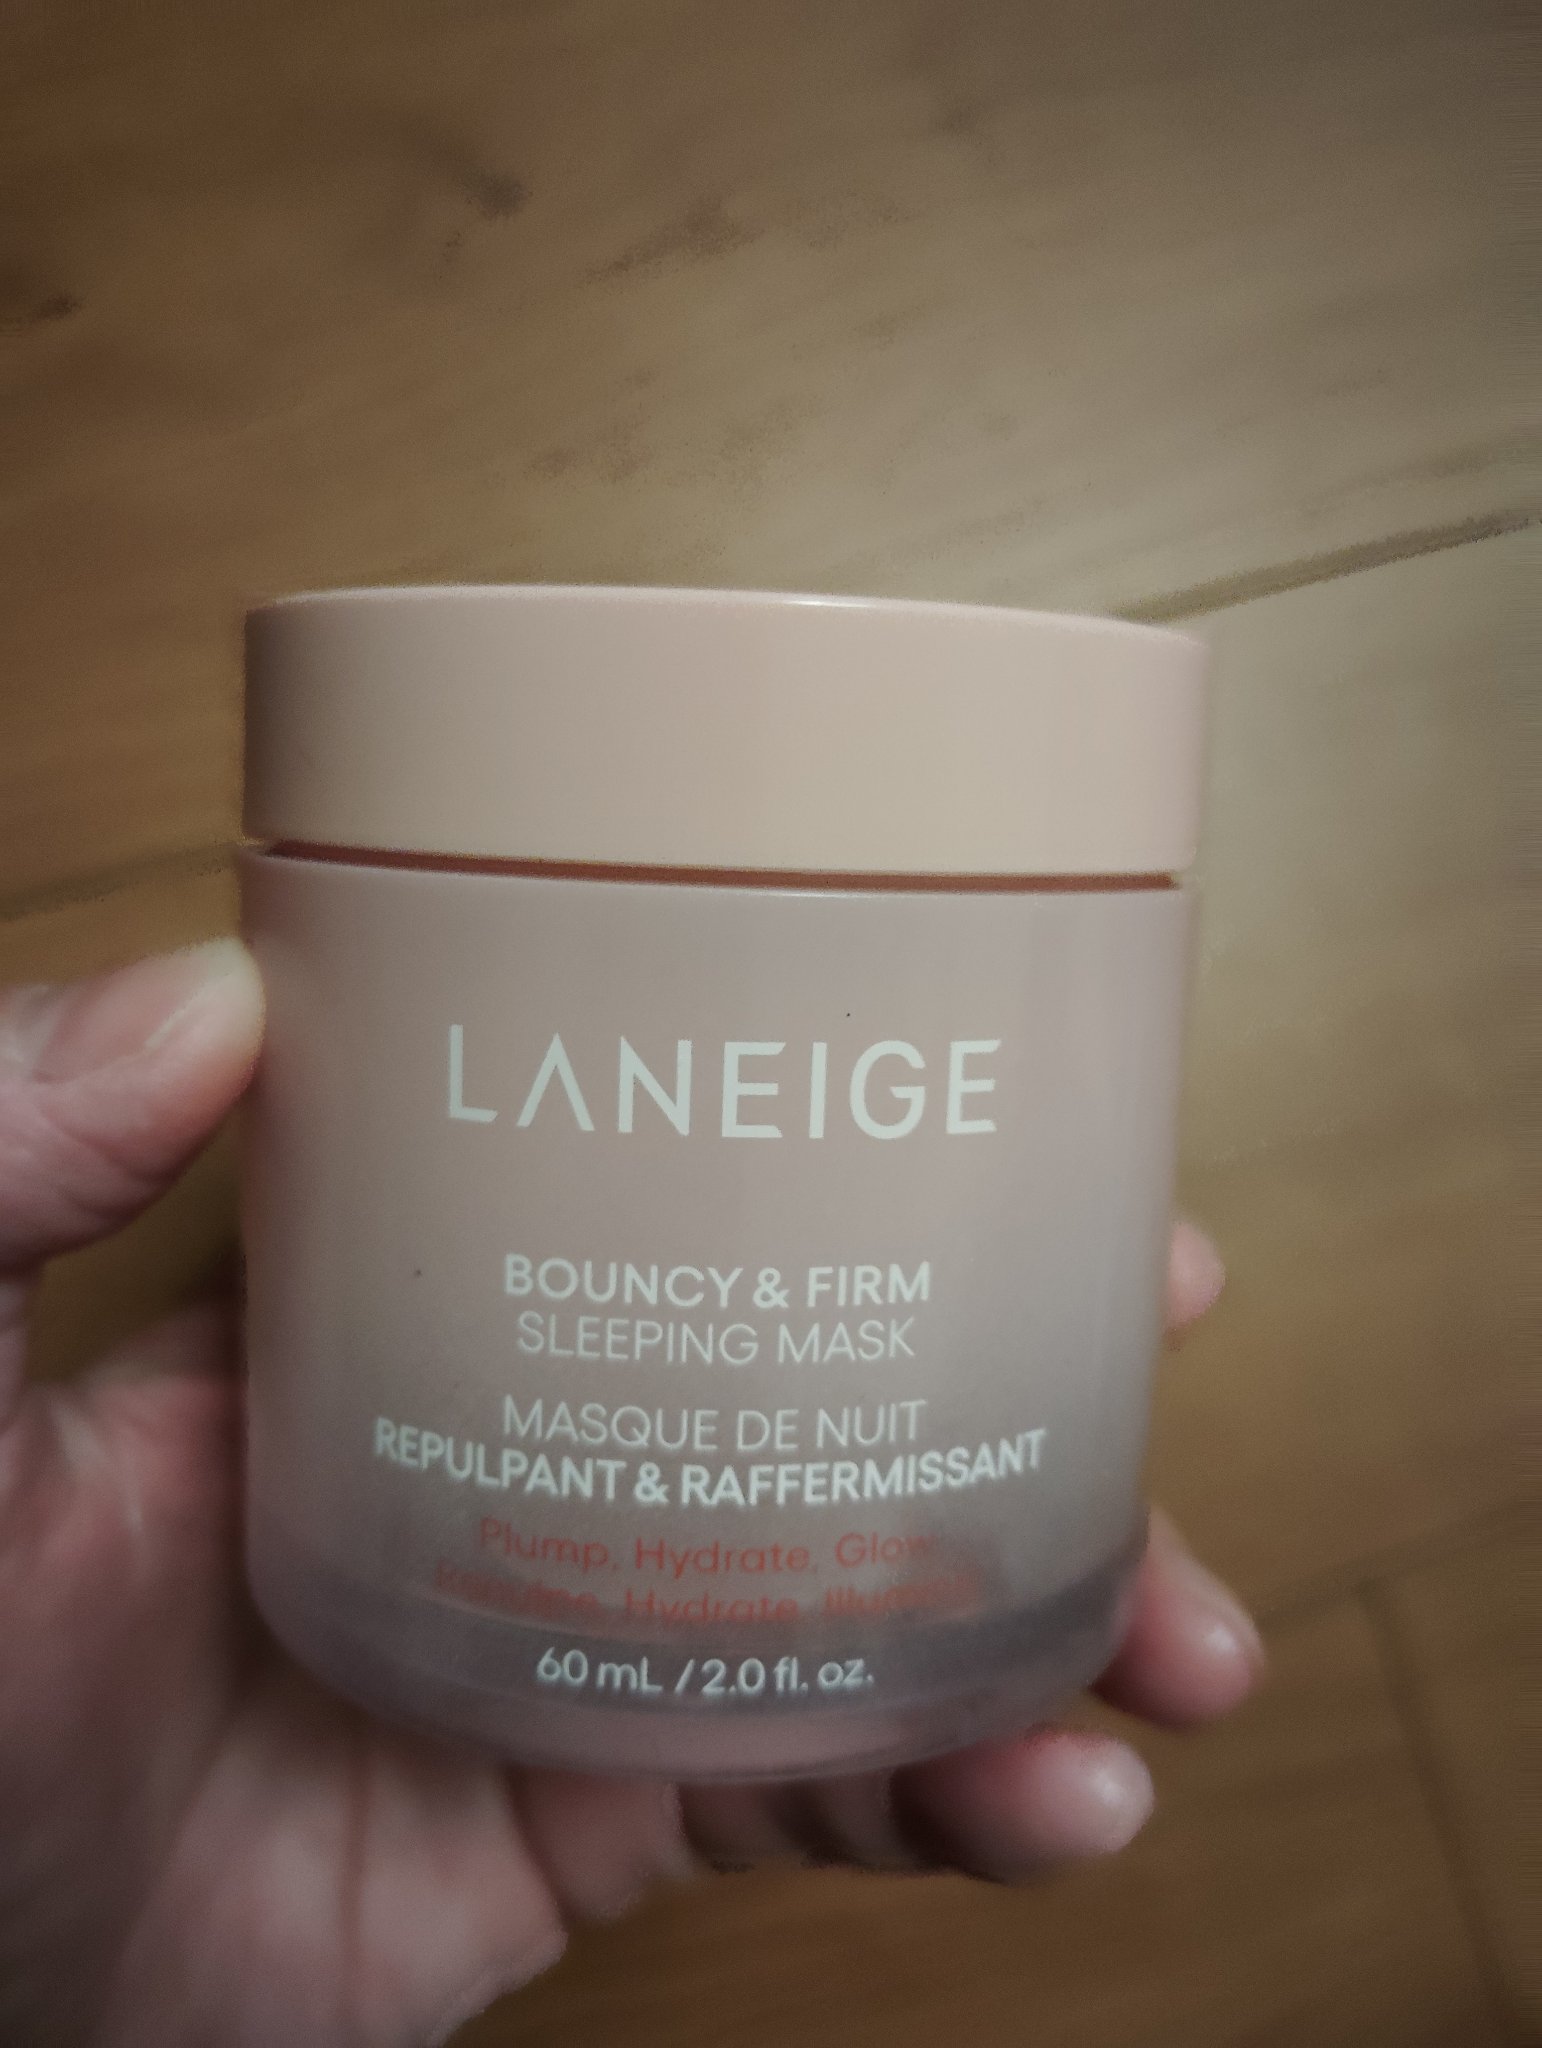 LANEIGE
BOUNCY & FIRM
SLEEPING MASK
MASQUE DE NUIT
REPULPANT & RAFFERMISSANT
Plump, Hydrate, Glow
Hydrate,
60 mL / 2.0 fl. oz.